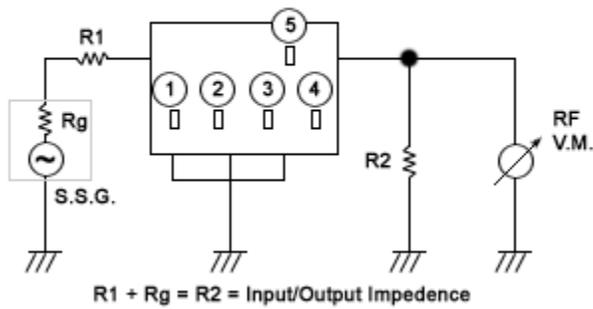 5
R1
1 2 3 4
Rg
~
RF
V.M.
R2
S.S.G.
R1 + Rg = R2 = Input/Output Impedence